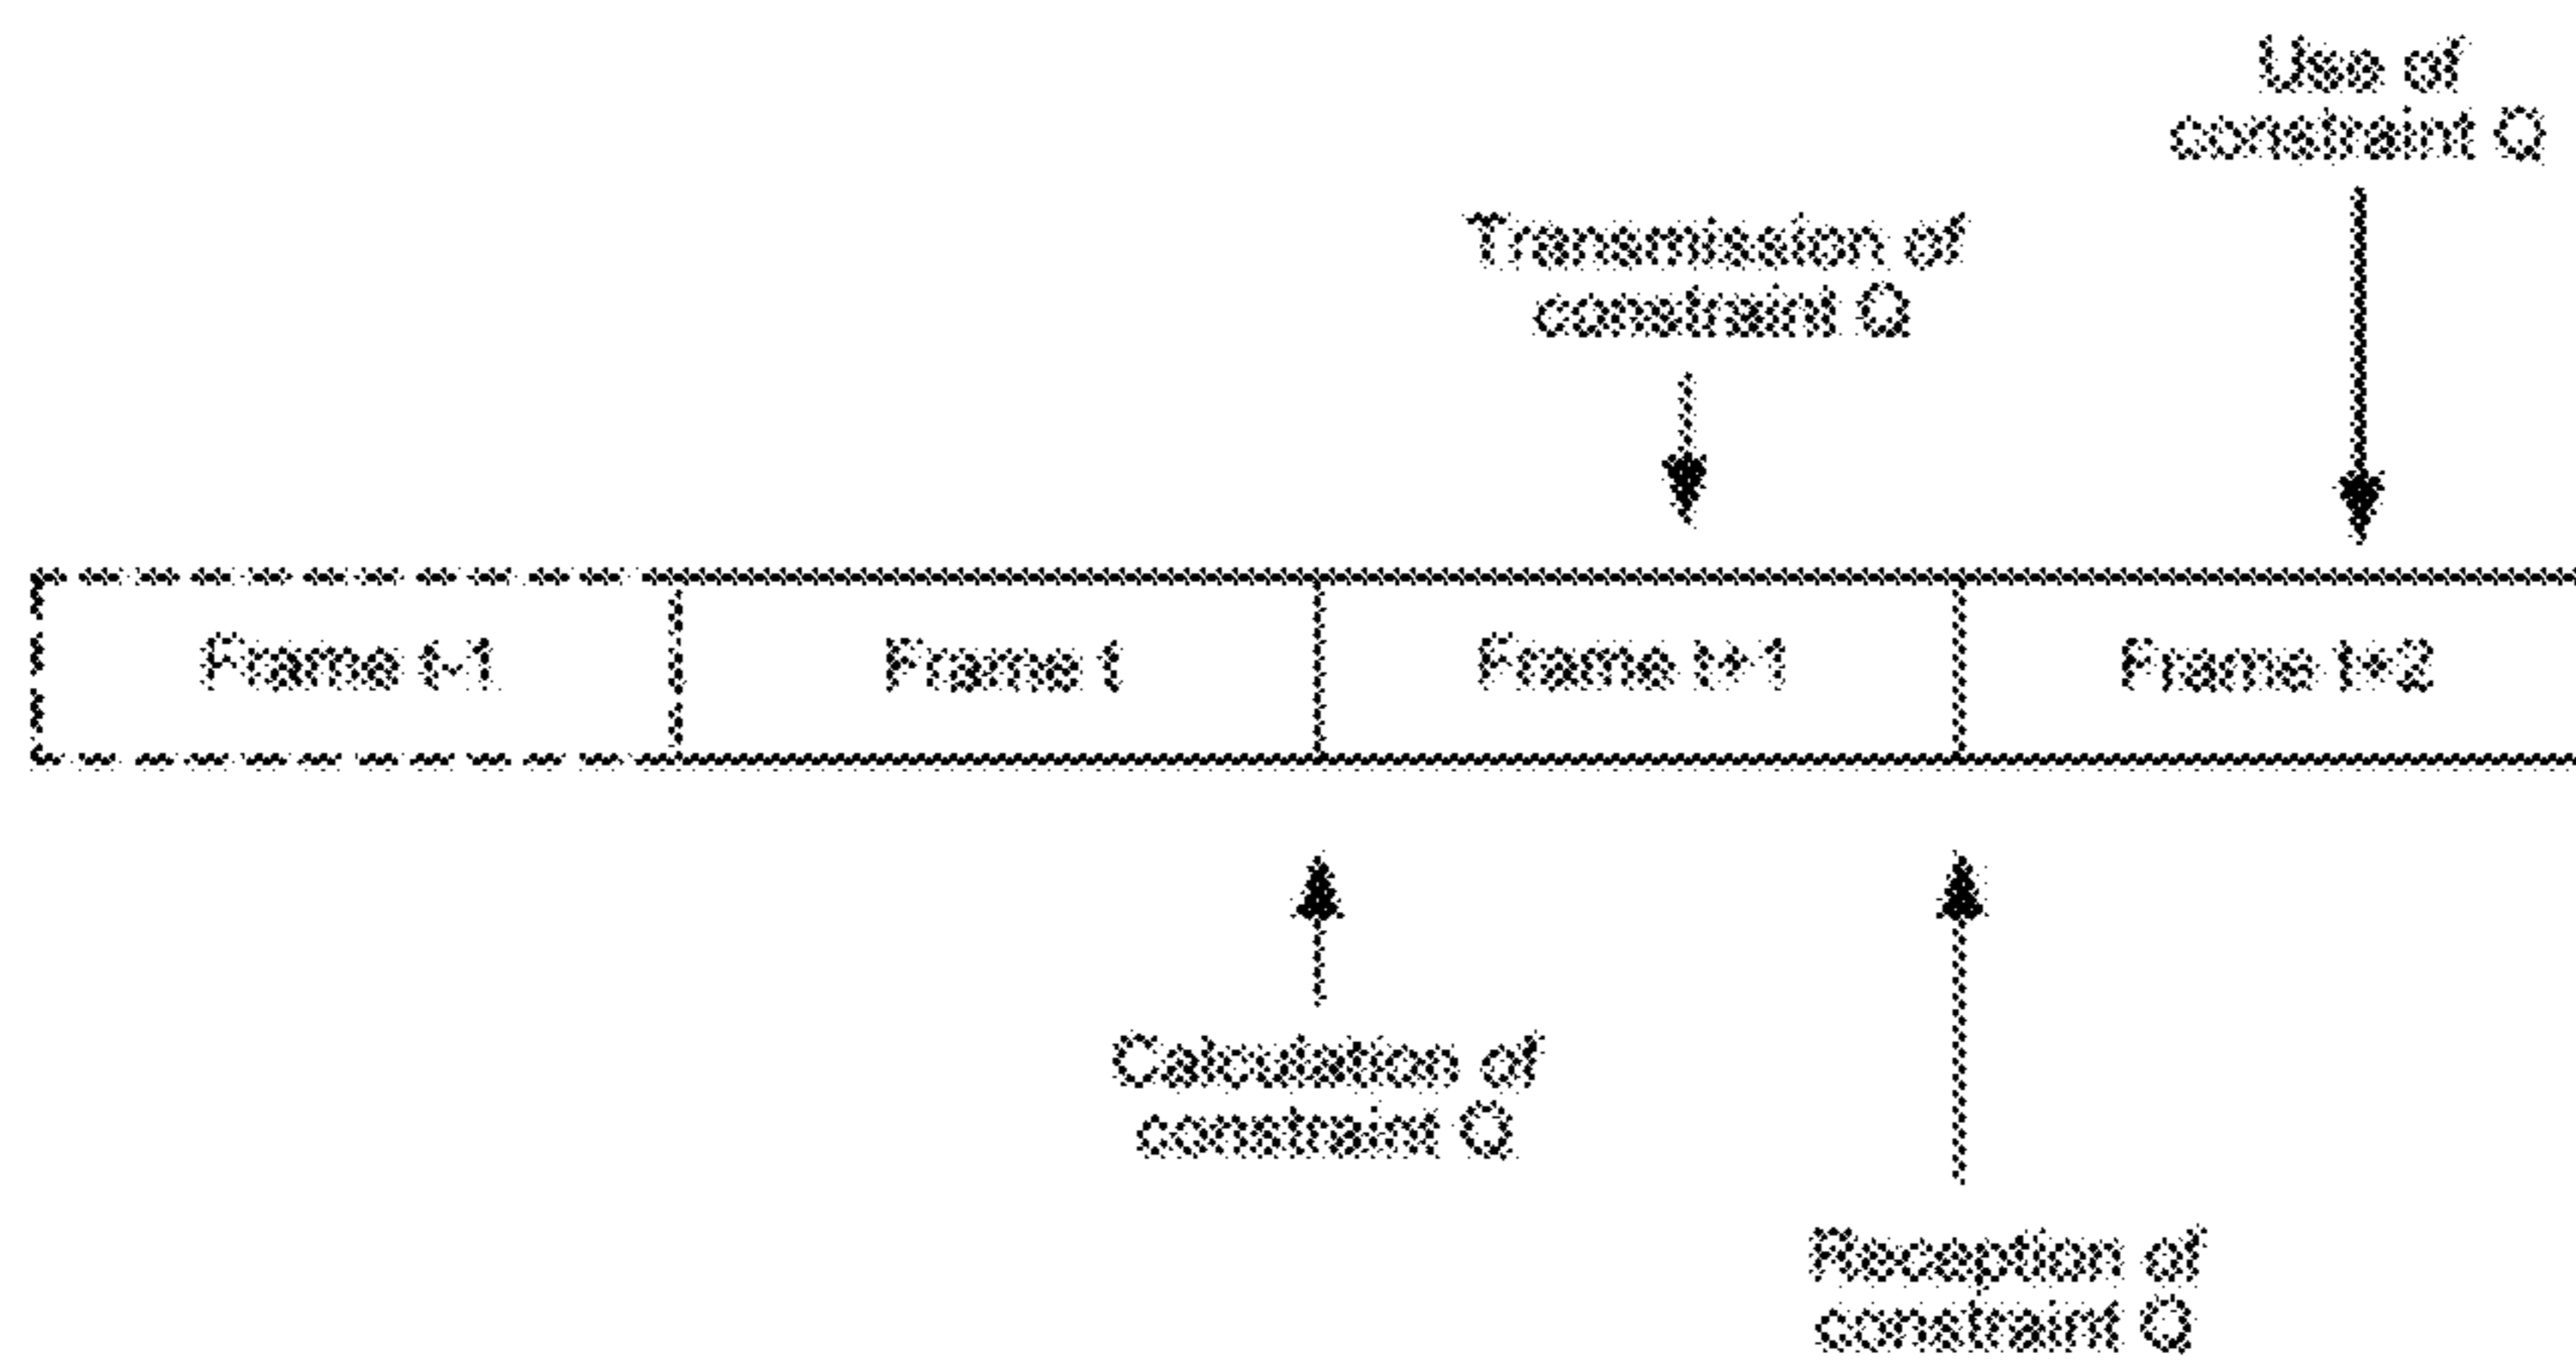 Use of
constraint Q
Transmission of
constraint Q
Frame t-1
Frame t
Frame t+1
Frame t+2
Calculation of
constraint Q
Reception of
constraint Q